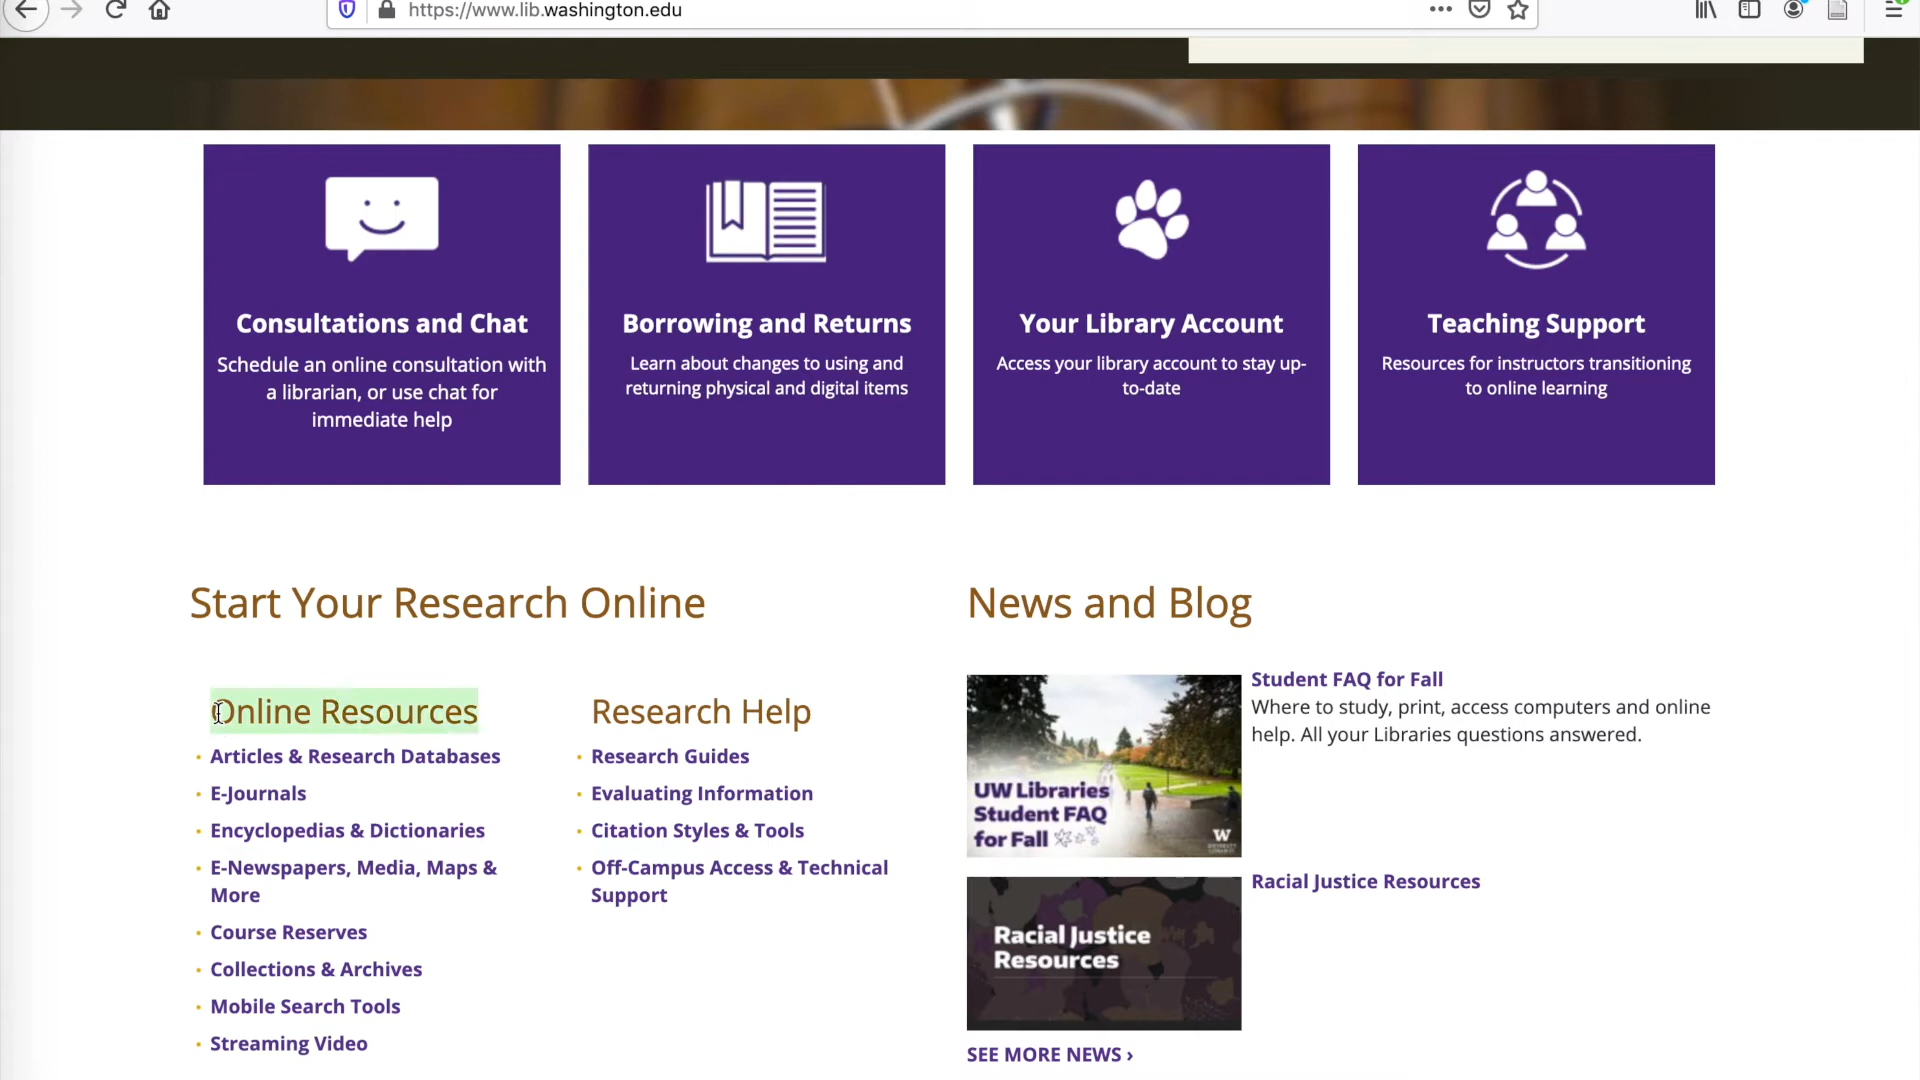 https://www.lib.washington.edu
Consultations and Chat
Schedule an online consultation with
a librarian, or use chat for
immediate help
Borrowing and Returns
Learn about changes to using and
returning physical and digital items
Your Library Account
Access your library account to stay up-
to-date
Teaching Support
Resources for instructors transitioning
to online learning
Start Your Research Online
Online Resources
Articles & Research Databases
E-Journals
Encyclopedias & Dictionaries
E-Newspapers, Media, Maps &
More
Course Reserves
Collections & Archives
Mobile Search Tools
Streaming Video
Research Help
Research Guides
Evaluating Information
Citation Styles & Tools
Off-Campus Access & Technical
Support
News and Blog
UW Libraries
Student FAQ
for Fall
W
Student FAQ for Fall
Where to study, print, access computers and online
help. All your Libraries questions answered.
Racial Justice
Resources
Racial Justice Resources
SEE MORE NEWS ›